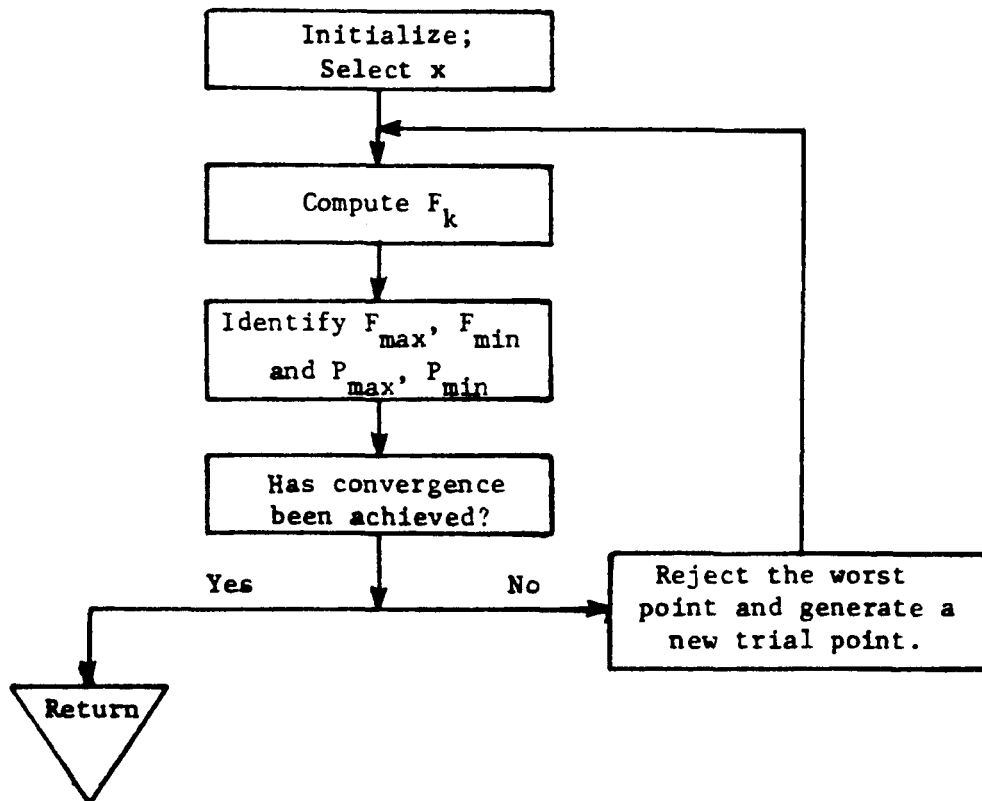 Initialize;
Select x
Compute F_k
Identify F_max, F_min
and P_max, P_min
Has convergence
been achieved?
Yes
No
Reject the worst
point and generate a
new trial point.
Return